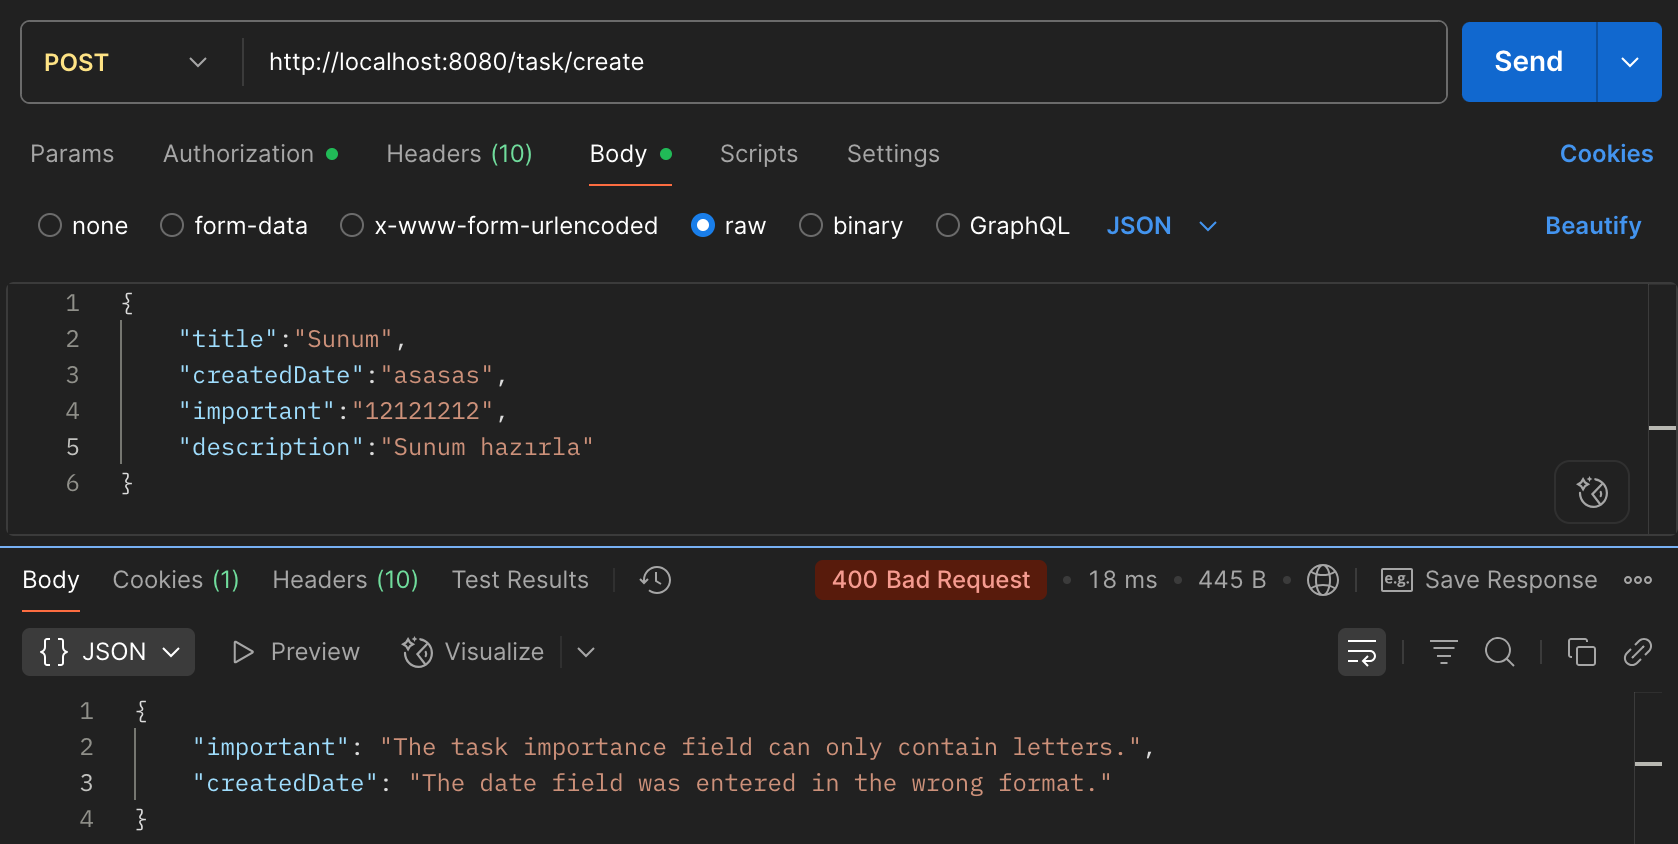 POST http://localhost:8080/task/create Send
Params Authorization Headers (10) Body Scripts Settings Cookies
none form-data x-www-form-urlencoded raw binary GraphQL JSON Beautify
1 {
2 "title":"Sunum",
3 "createdDate":"asasas",
4 "important":"12121212",
5 "description":"Sunum hazırla"
6 }
Body Cookies (1) Headers (10) Test Results 400 Bad Request • 18 ms • 445 B • e.g. Save Response
{} JSON Preview Visualize
1 {
2 "important": "The task importance field can only contain letters.",
3 "createdDate": "The date field was entered in the wrong format."
4 }